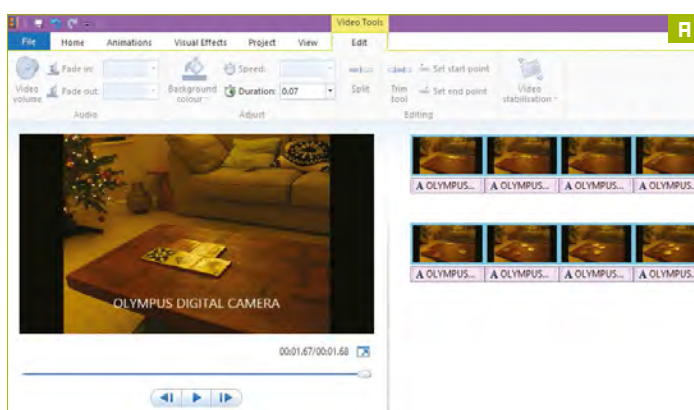 Video Tools
A
File Home Animations Visual Effects Project View Edit
Video volume
Fade in:
Fade out:
Audio
Background colour
Speed:
Duration: 0.07
Adjust
Split
Trim tool
Set start point
Set end point
Editing
Video stabilisation
OLYMPUS DIGITAL CAMERA
A OLYMPUS... A OLYMPUS... A OLYMPUS... A OLYMPUS
A OLYMPUS... A OLYMPUS... A OLYMPUS... A OLYMPUS
00:01.67/00:01.68